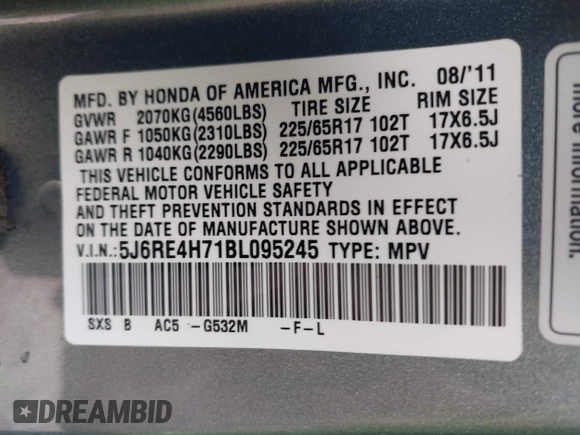 MFD. BY HONDA OF AMERICA MFG., INC. 08/'11
GVWR 2070KG(4560LBS) TIRE SIZE RIM SIZE
GAWR F 1050KG(2310LBS) 225/65R17 102T 17X6.5J
GAWR R 1040KG(2290LBS) 225/65R17 102T 17X6.5J
THIS VEHICLE CONFORMS TO ALL APPLICABLE
FEDERAL MOTOR VEHICLE SAFETY
AND THEFT PREVENTION STANDARDS IN EFFECT
ON THE DATE OF MANUFACTURE SHOWN ABOVE.
V.I.N.:5J6RE4H71BL095245 TYPE: MPV
SXS B AC5 -G532M -F-L
more information.
DREAMBID